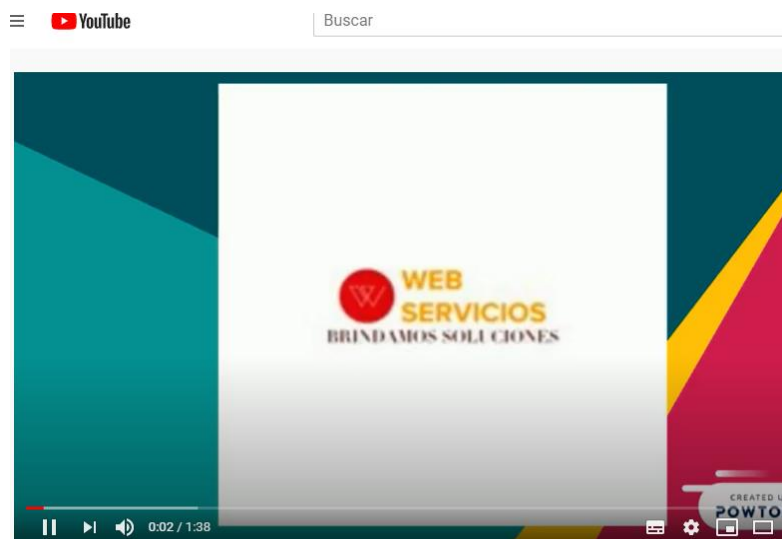 YouTube
Buscar
WEB
SERVICIOS
BRINDAMOS SOLUCIONES
CREATED U
POWTO
0:02 / 1:38